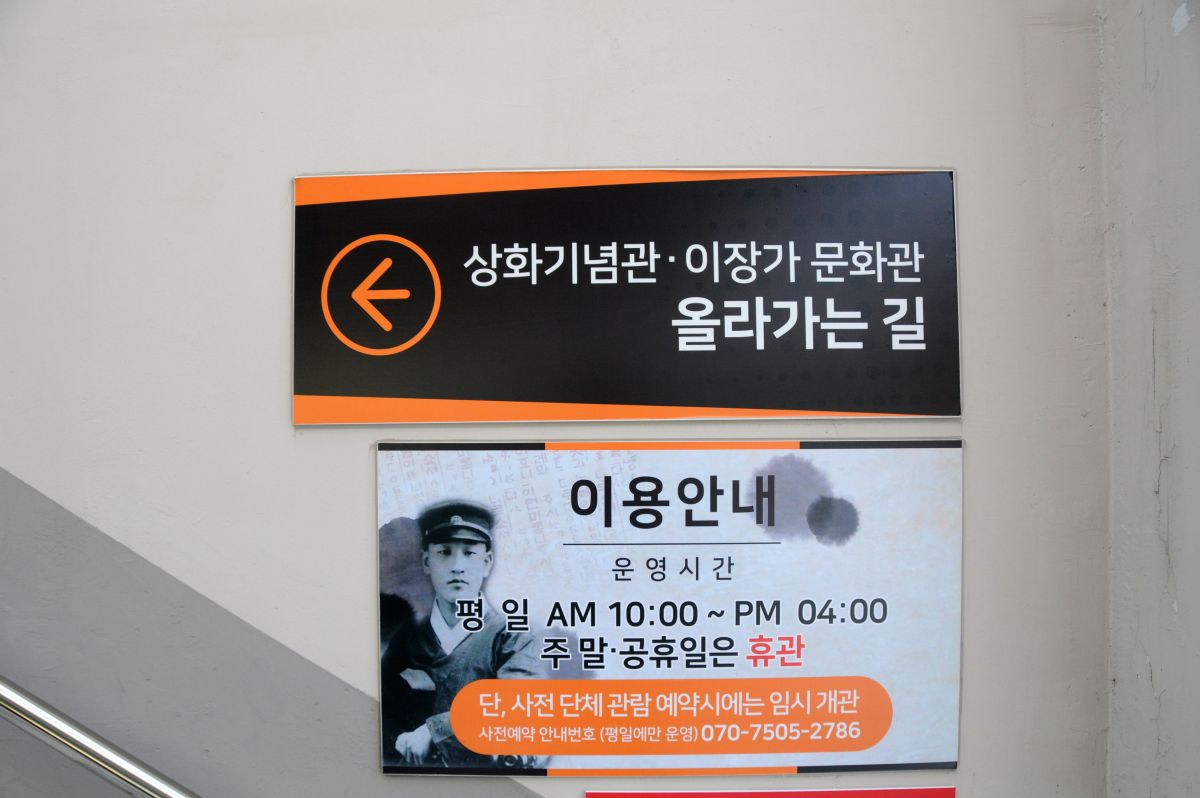 상화기념관·이장가 문화관
올라가는 길
이용안내
운영시간
평 일 AM 10:00 ~ PM 04:00
주 말·공휴일은 휴관
단, 사전 단체 관람 예약시에는 임시 개관
사전예약 안내번호 (평일에만 운영) 070-7505-2786